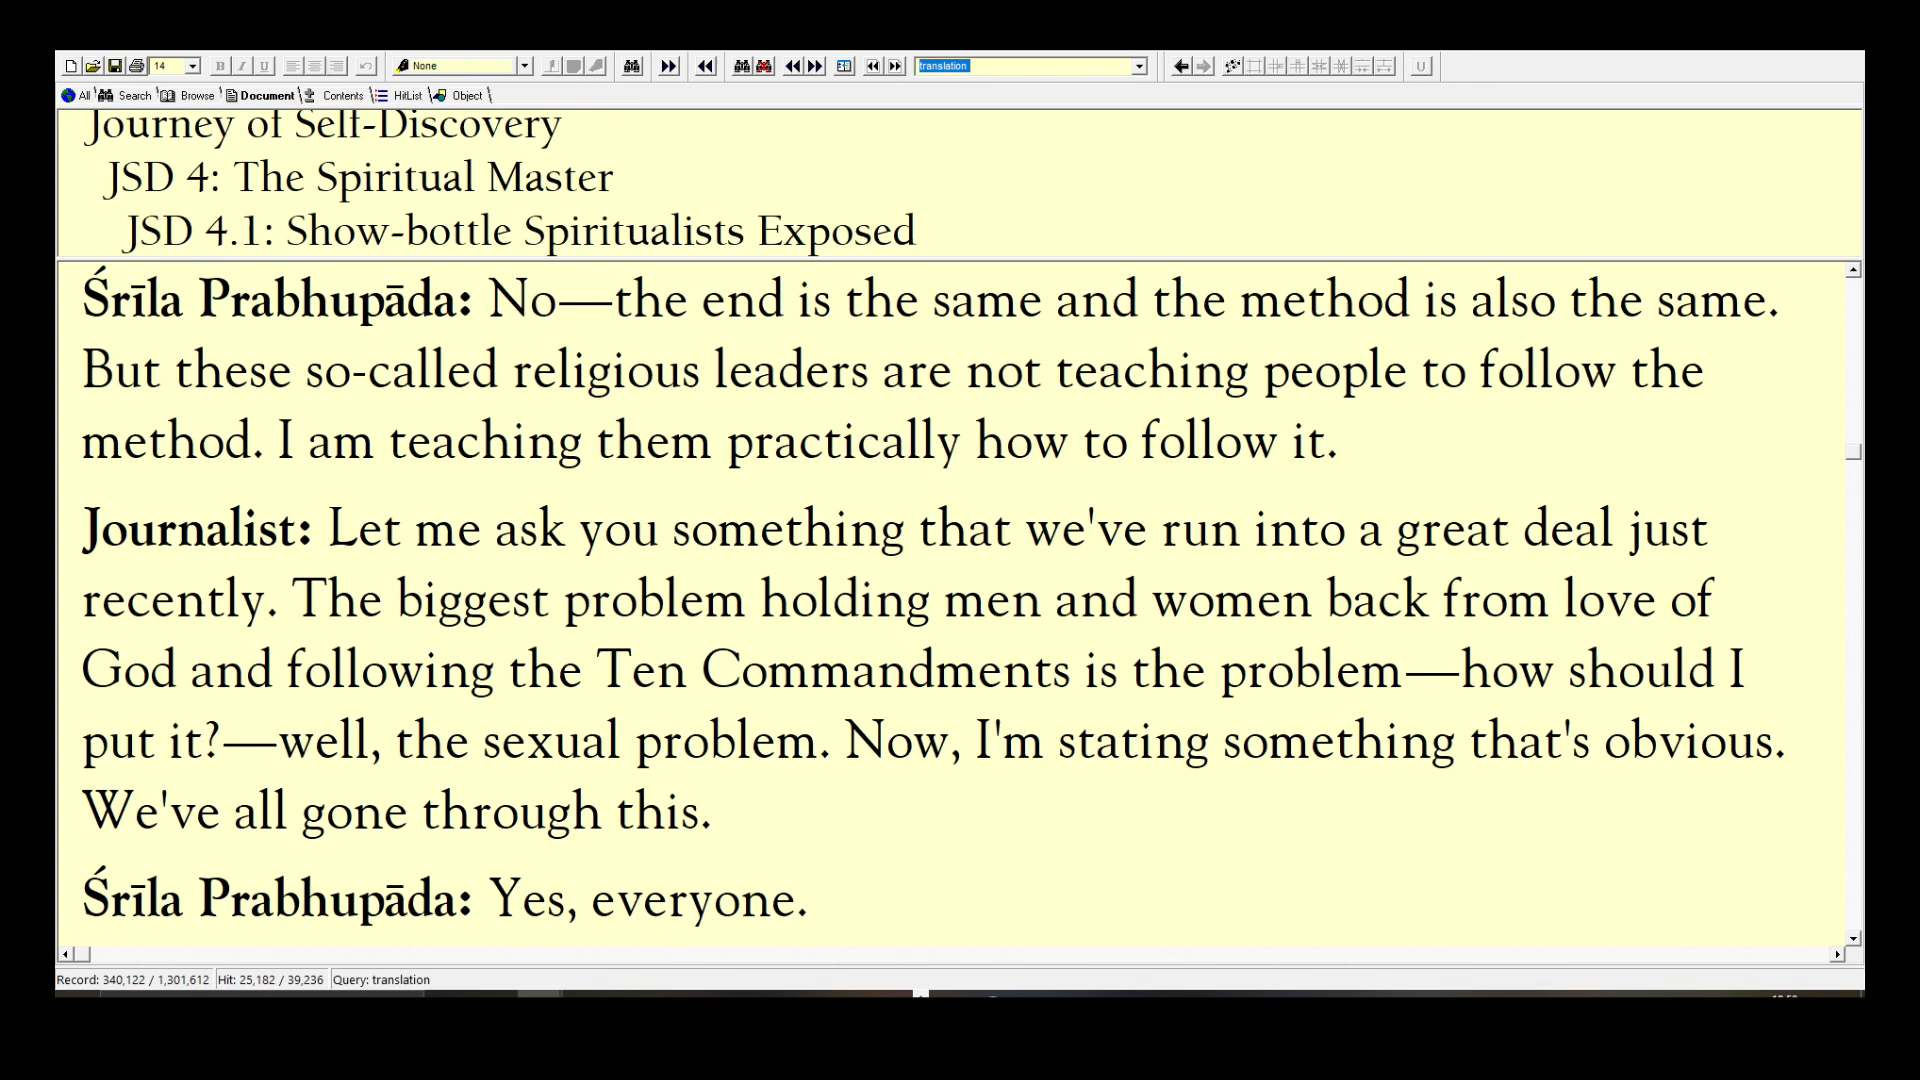 14 B I U None translation U
All Search Browse Document Contents HitList Object
Journey of Self-Discovery
JSD 4: The Spiritual Master
JSD 4.1: Show-bottle Spiritualists Exposed
Śrīla Prabhupāda: No—the end is the same and the method is also the same.
But these so-called religious leaders are not teaching people to follow the
method. I am teaching them practically how to follow it.
Journalist: Let me ask you something that we've run into a great deal just
recently. The biggest problem holding men and women back from love of
God and following the Ten Commandments is the problem—how should I
put it?—well, the sexual problem. Now, I'm stating something that's obvious.
We've all gone through this.
Śrīla Prabhupāda: Yes, everyone.
Record: 340,122 / 1,301,612 Hit: 25,182 / 39,236 Query: translation